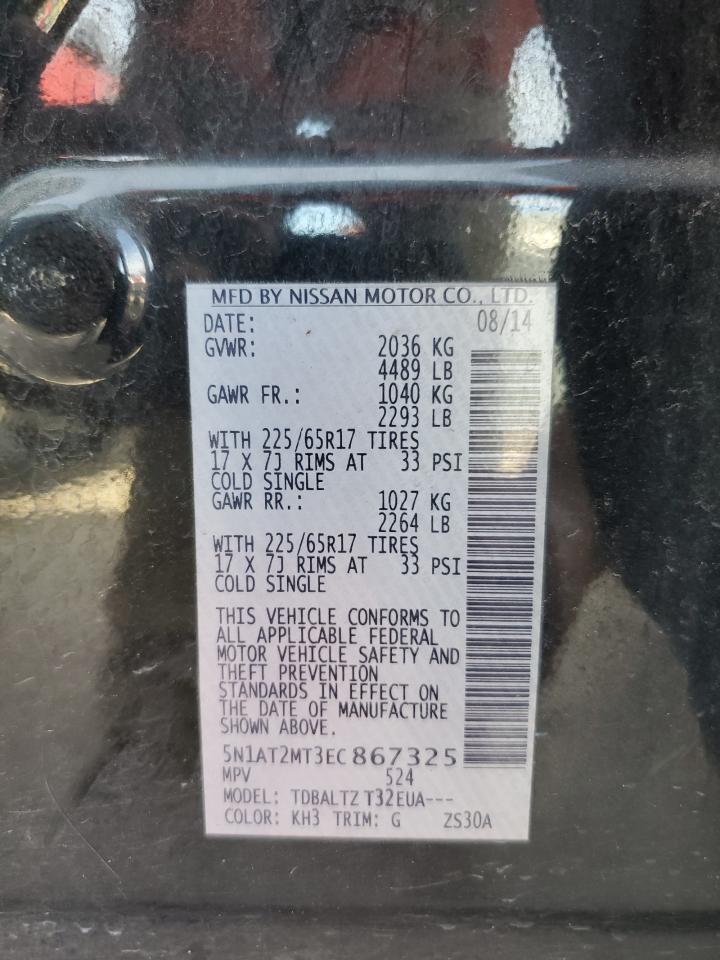 MFD BY NISSAN MOTOR CO., LTD.
DATE: 08/14
GVWR: 2036 KG
4489 LB
GAWR FR.: 1040 KG
2293 LB
WITH 225/65R17 TIRES
17 X 7J RIMS AT 33 PSI
COLD SINGLE
GAWR RR.: 1027 KG
2264 LB
WITH 225/65R17 TIRES
17 X 7J RIMS AT 33 PSI
COLD SINGLE
THIS VEHICLE CONFORMS TO
ALL APPLICABLE FEDERAL
MOTOR VEHICLE SAFETY AND
THEFT PREVENTION
STANDARDS IN EFFECT ON
THE DATE OF MANUFACTURE
SHOWN ABOVE.
5N1AT2MT3EC867325
MPV 524
MODEL: TDBALTZ T32EUA---
COLOR: KH3 TRIM: G ZS30A